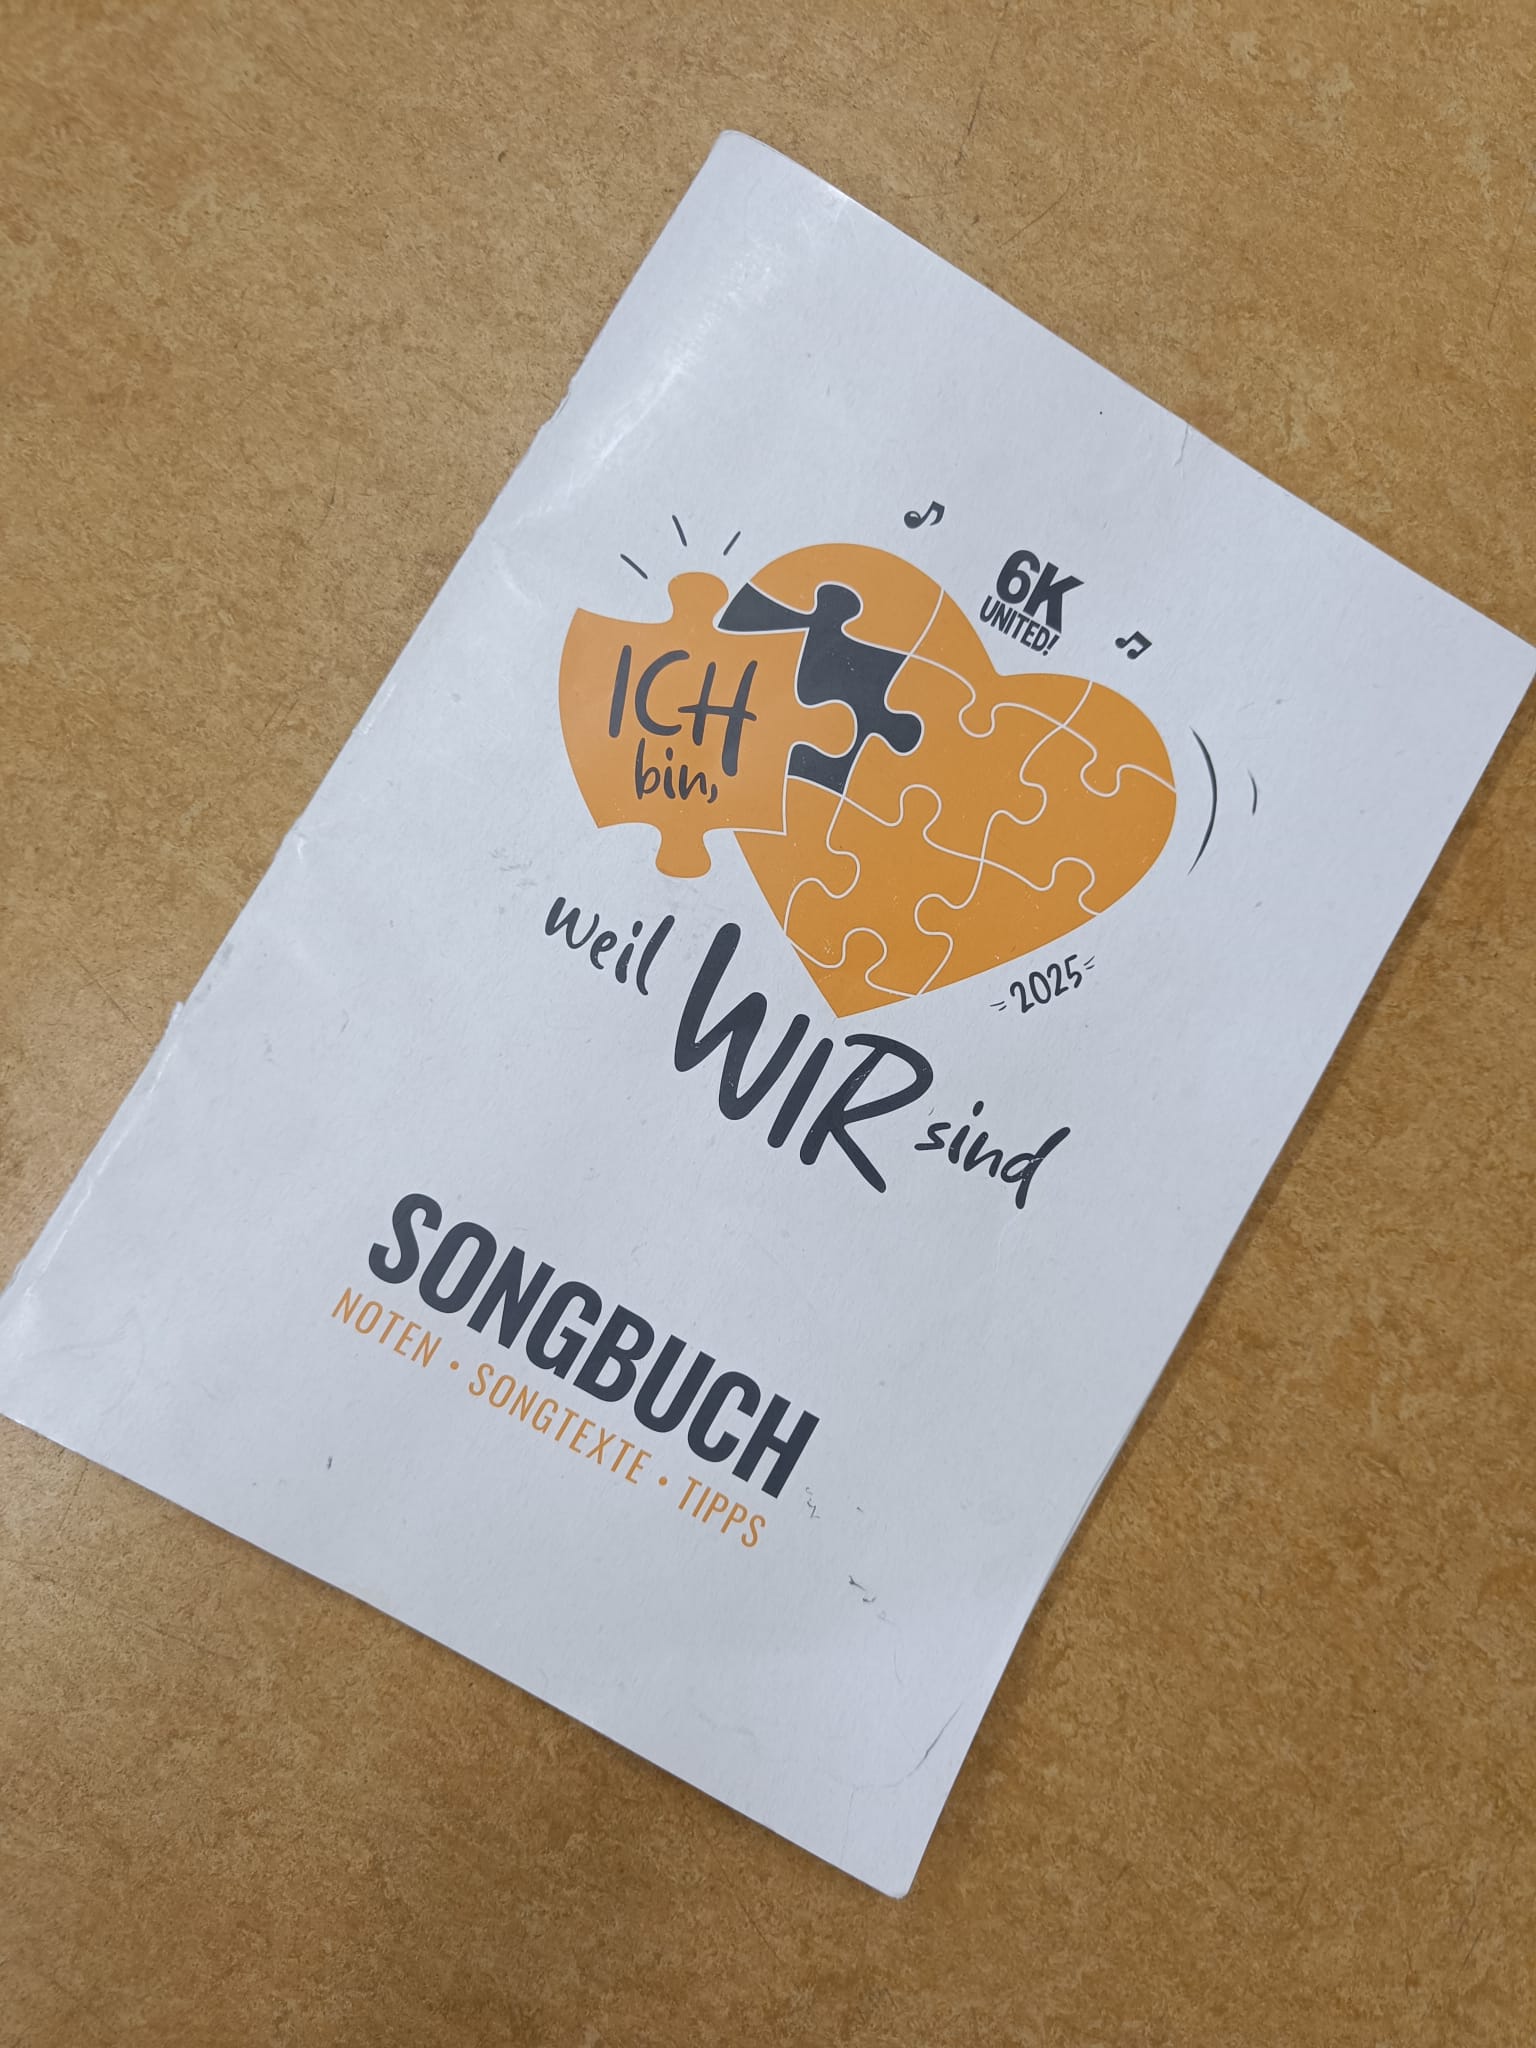 6K
UNITED!
ICH
bin,
weil WIR sind
2025
SONGBUCH
NOTEN • SONGTEXTE • TIPPS